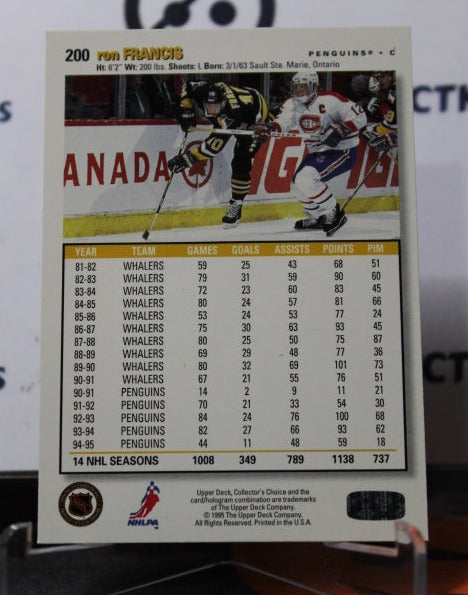 200 ron FRANCIS PENGUINS® • C
Ht: 6'2" Wt: 200 lbs. Shoots: L Born: 3/1/63 Sault Ste. Marie, Ontario
ANADA
10
C
YEAR TEAM GAMES GOALS ASSISTS POINTS PIM
81-82 WHALERS 59 25 43 68 51
82-83 WHALERS 79 31 59 90 60
83-84 WHALERS 72 23 60 83 45
84-85 WHALERS 80 24 57 81 66
85-86 WHALERS 53 24 53 77 24
86-87 WHALERS 75 30 63 93 45
87-88 WHALERS 80 25 50 75 87
88-89 WHALERS 69 29 48 77 36
89-90 WHALERS 80 32 69 101 73
90-91 WHALERS 67 21 55 76 51
90-91 PENGUINS 14 2 9 11 21
91-92 PENGUINS 70 21 33 54 30
92-93 PENGUINS 84 24 76 100 68
93-94 PENGUINS 82 27 66 93 62
94-95 PENGUINS 44 11 48 59 18
14 NHL SEASONS 1008 349 789 1138 737
NHLPA
Upper Deck, Collector's Choice and the
card/hologram combination are trademarks
of The Upper Deck Company.
© 1995 The Upper Deck Company.
All Rights Reserved. Printed in the U.S.A.